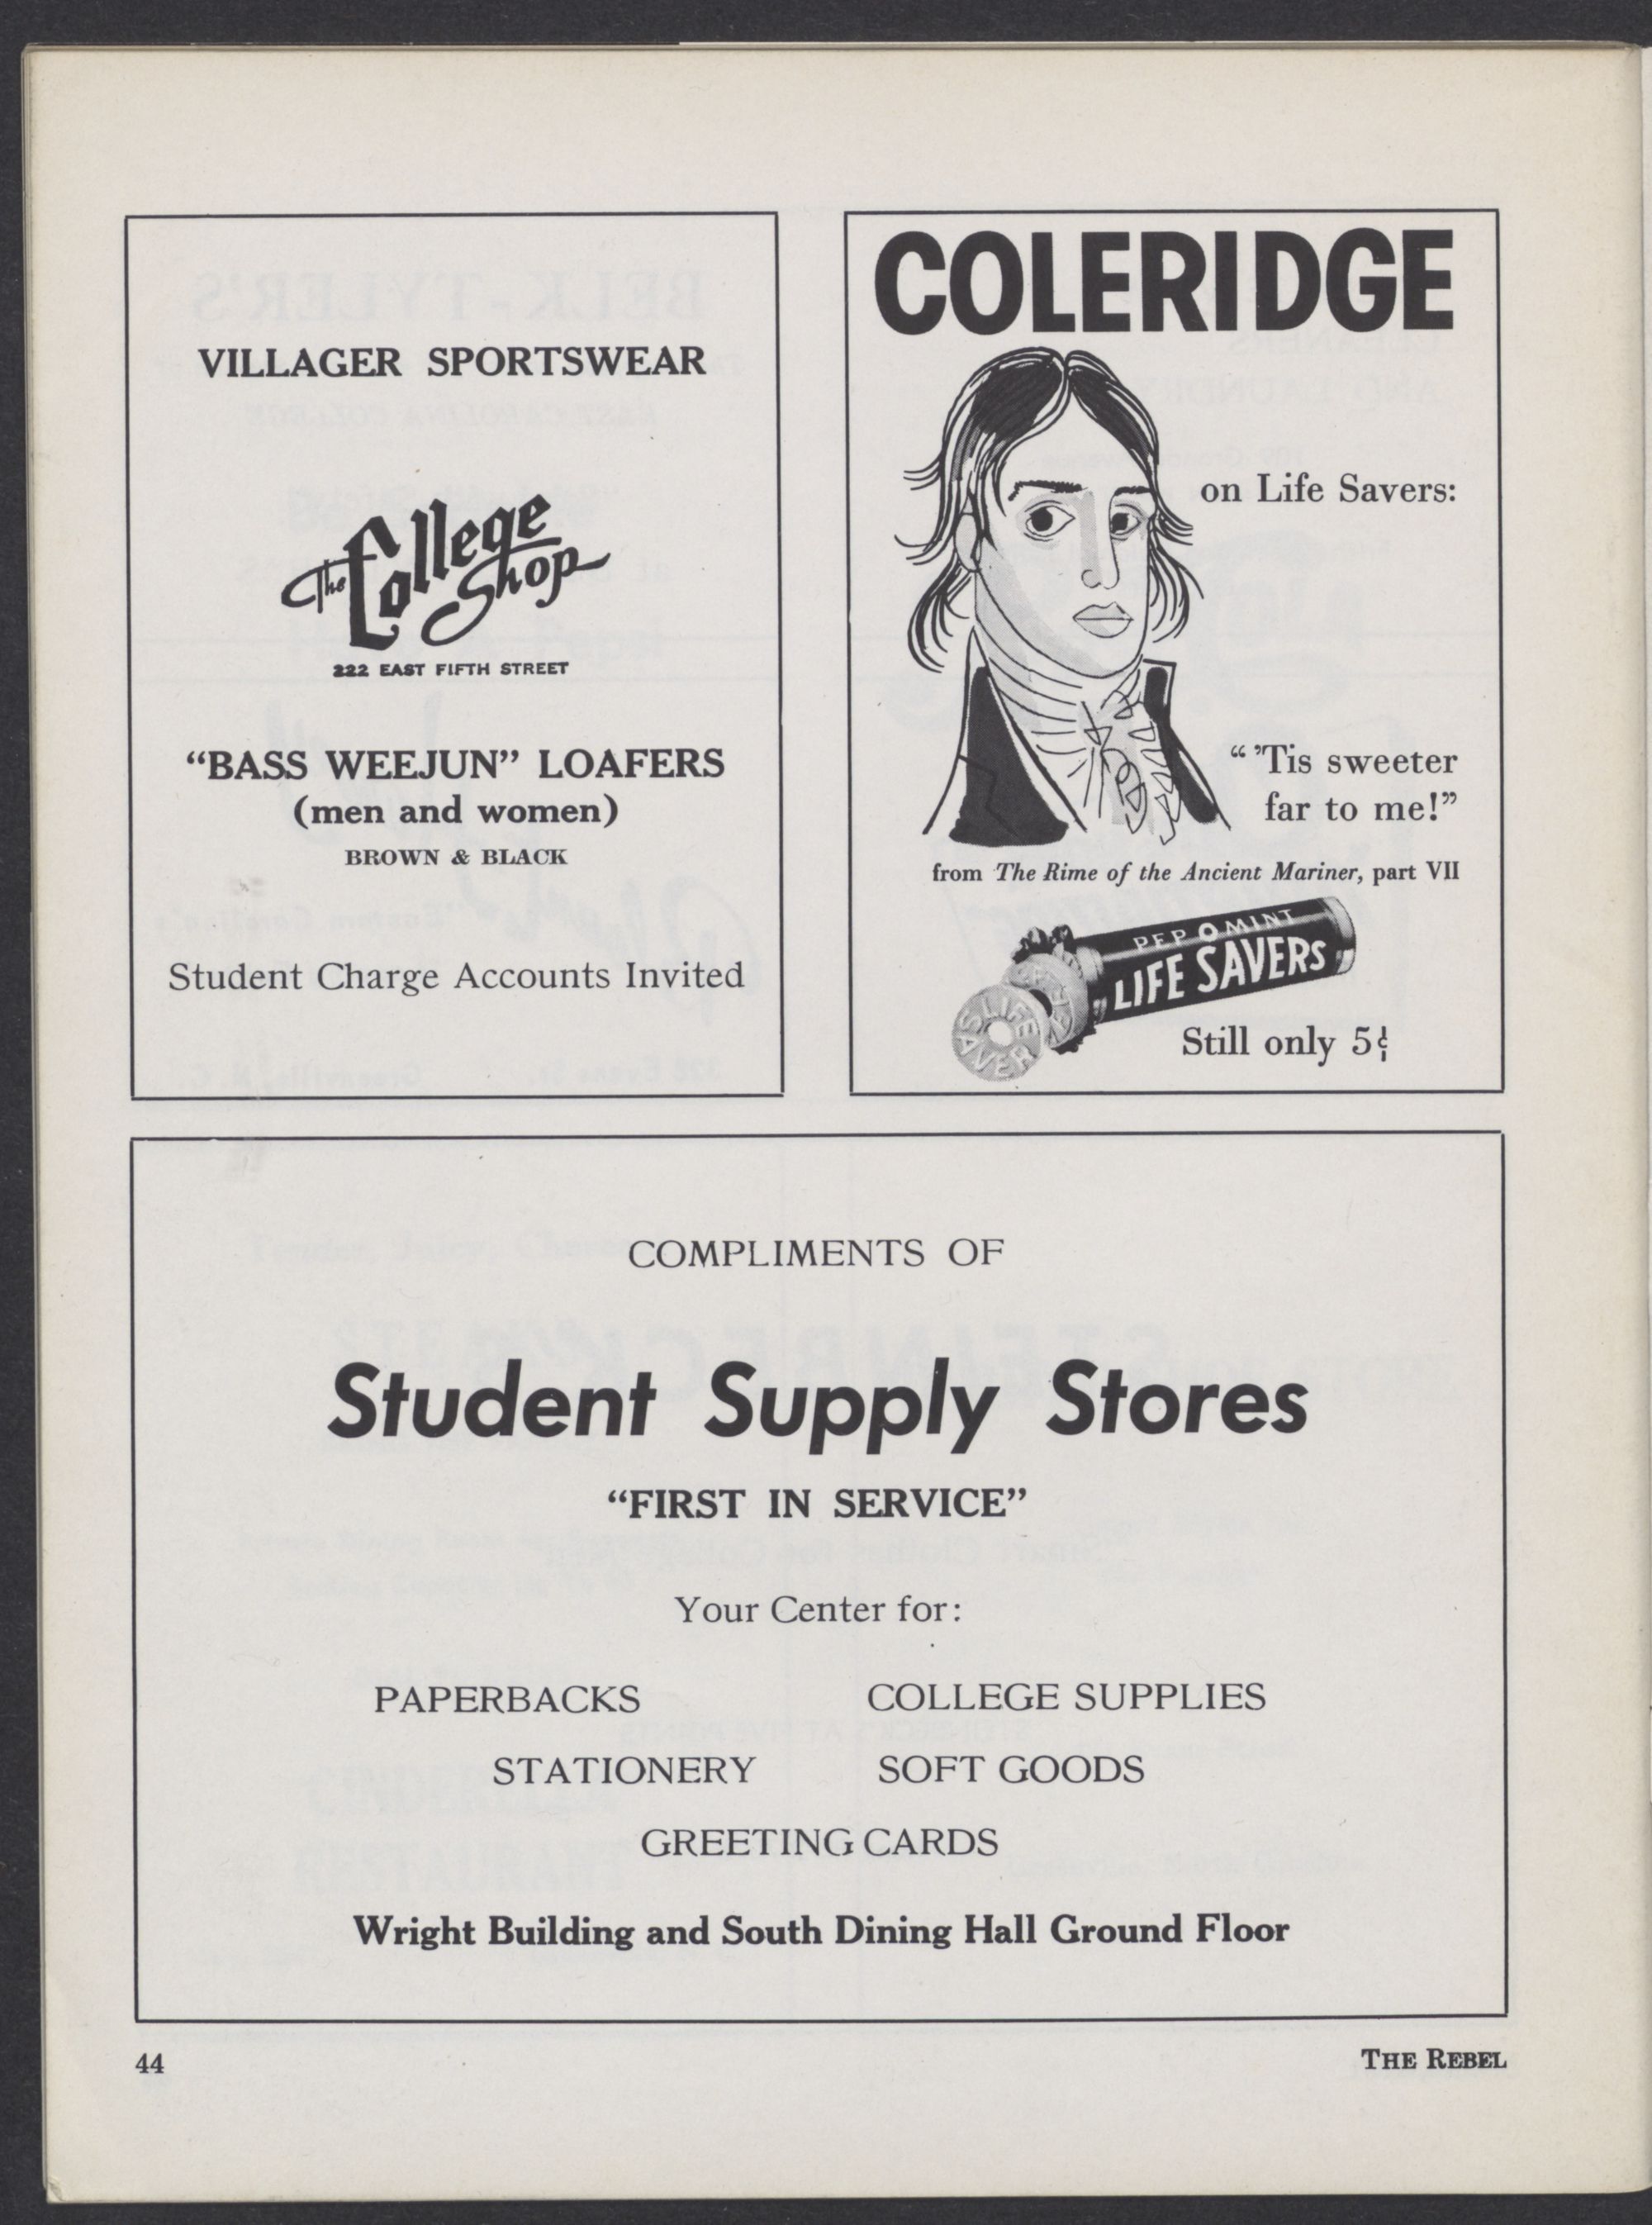 VILLAGER SPORTSWEAR
The College Shop
222 EAST FIFTH STREET
“BASS WEEJUN” LOAFERS
(men and women)
BROWN & BLACK
Student Charge Accounts Invited
COLERIDGE
on Life Savers:
“ ’Tis sweeter
far to me!”
from The Rime of the Ancient Mariner, part VII
PEP O MINT
LIFE SAVERS
LIFE SAVERS
Still only 5¢
COMPLIMENTS OF
Student Supply Stores
“FIRST IN SERVICE”
Your Center for:
PAPERBACKS COLLEGE SUPPLIES
STATIONERY SOFT GOODS
GREETING CARDS
Wright Building and South Dining Hall Ground Floor
44 THE REBEL